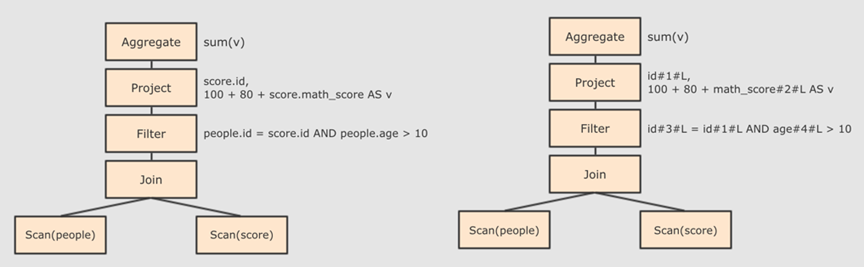 Aggregate sum(v)
Project score.id,
100 + 80 + score.math_score AS v
Filter people.id = score.id AND people.age > 10
Join
Scan(people) Scan(score)
Aggregate sum(v)
Project id#1#L,
100 + 80 + math_score#2#L AS v
Filter id#3#L = id#1#L AND age#4#L > 10
Join
Scan(people) Scan(score)